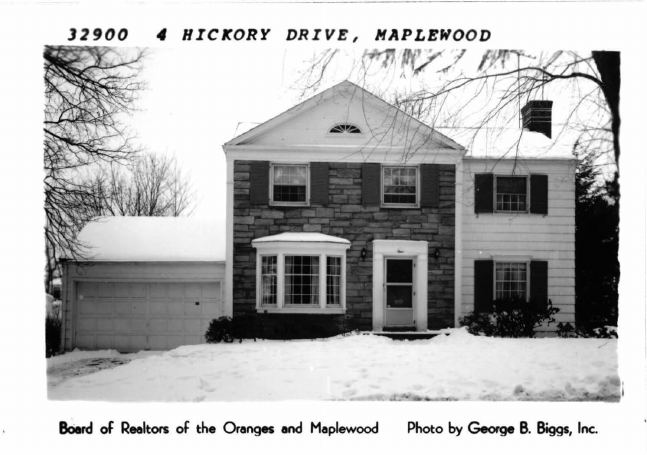 32900 4 HICKORY DRIVE, MAPLEWOOD
Board of Realtors of the Oranges and Maplewood Photo by George B. Biggs, Inc.